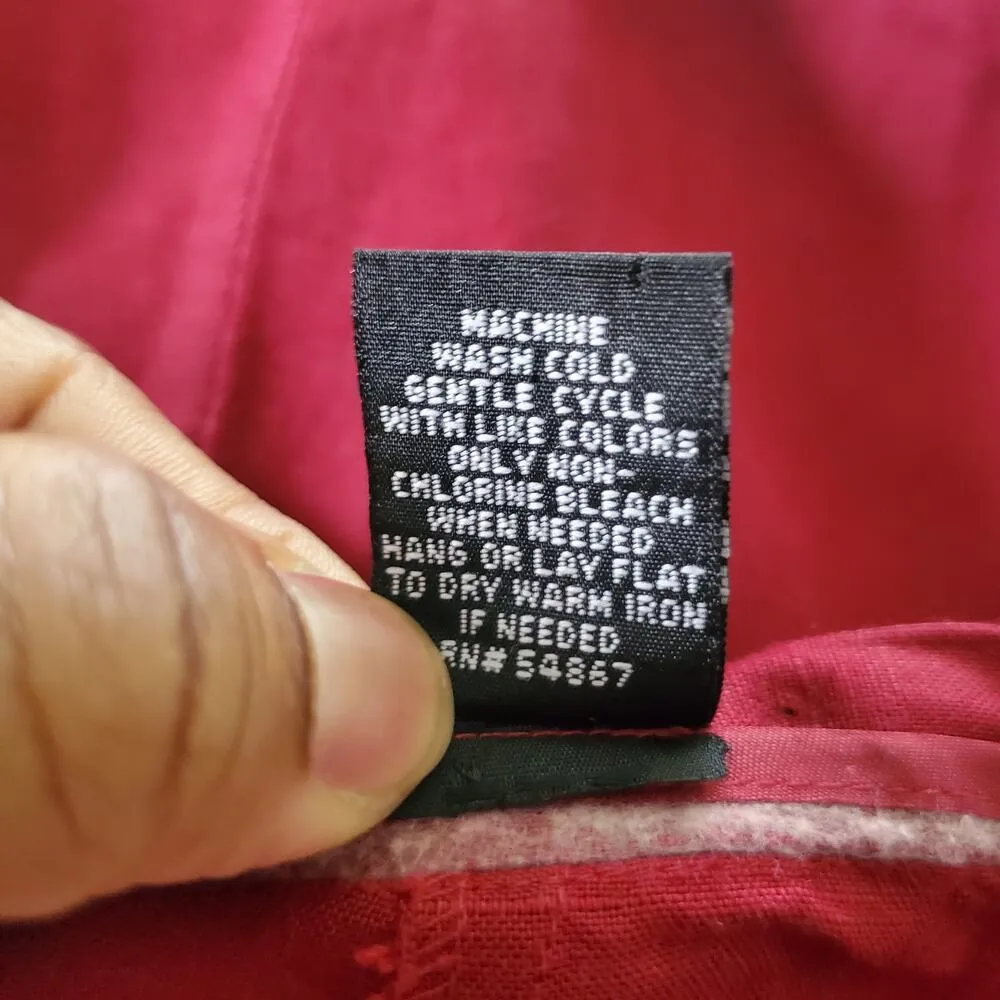 MACHINE
WASH COLD
GENTLE CYCLE
WITH LIKE COLORS
ONLY NON-
CHLORINE BLEACH
WHEN NEEDED
HANG OR LAY FLAT
TO DRY WARM IRON
IF NEEDED
RN# 54867